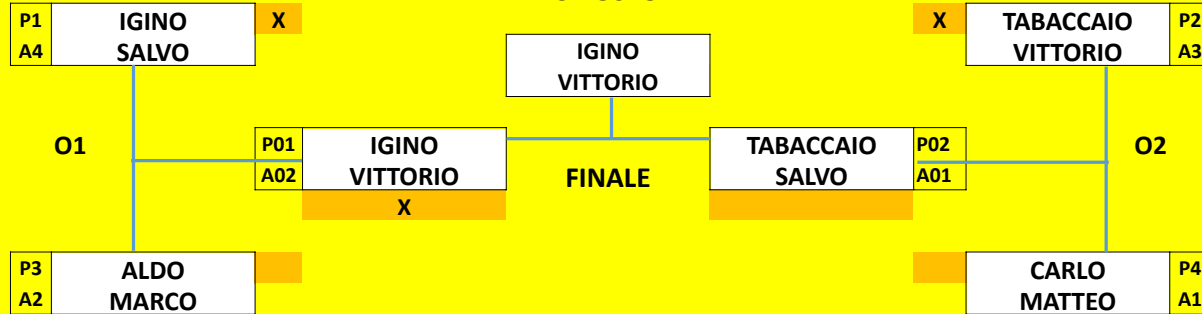 P1 IGINO X X TABACCAIO P2
A4 SALVO VITTORIO A3
IGINO
VITTORIO
O1 P01 IGINO TABACCAIO P02 O2
A02 VITTORIO FINALE SALVO A01
X
P3 ALDO CARLO P4
A2 MARCO MATTEO A1